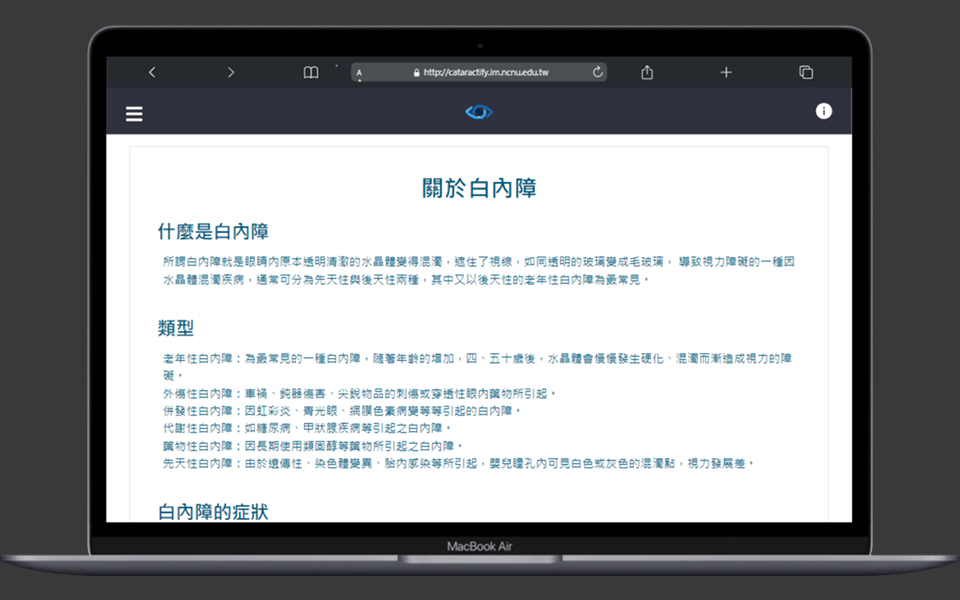 A
http://cataractify.im.ncnu.edu.tw
關於白內障
什麼是白內障
所謂白內障就是眼睛內原本透明清澈的水晶體變得混濁，遮住了視線，如同透明的玻璃變成毛玻璃， 導致視力障礙的一種因
水晶體混濁疾病，通常可分為先天性與後天性兩種，其中又以後天性的老年性白內障為最常見。
類型
老年性白內障：為最常見的一種白內障，隨著年齡的增加，四、五十歲後，水晶體會慢慢發生硬化、混濁而漸造成視力的障
礙。
外傷性白內障：車禍、鈍器傷害、尖銳物品的刺傷或穿透性眼內異物所引起。
併發性白內障：因虹彩炎、青光眼、網膜色素病變等等引起的白內障。
代謝性白內障：如糖尿病、甲狀腺疾病等引起之白內障。
藥物性白內障：因長期使用類固醇等藥物所引起之白內障。
先天性白內障：由於遺傳性、染色體變異、胎內感染等所引起，嬰兒瞳孔內可見白色或灰色的混濁點，視力發展差。
白內障的症狀
MacBook Air